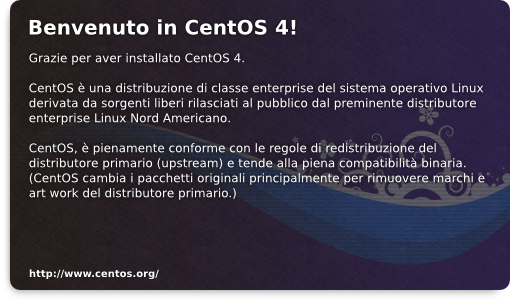 Benvenuto in CentOS 4!
Grazie per aver installato CentOS 4.
CentOS è una distribuzione di classe enterprise del sistema operativo Linux
derivata da sorgenti liberi rilasciati al pubblico dal preminente distributore
enterprise Linux Nord Americano.
CentOS, è pienamente conforme con le regole di redistribuzione del
distributore primario (upstream) e tende alla piena compatibilità binaria.
(CentOS cambia i pacchetti originali principalmente per rimuovere marchi e
art work del distributore primario.)
http://www.centos.org/